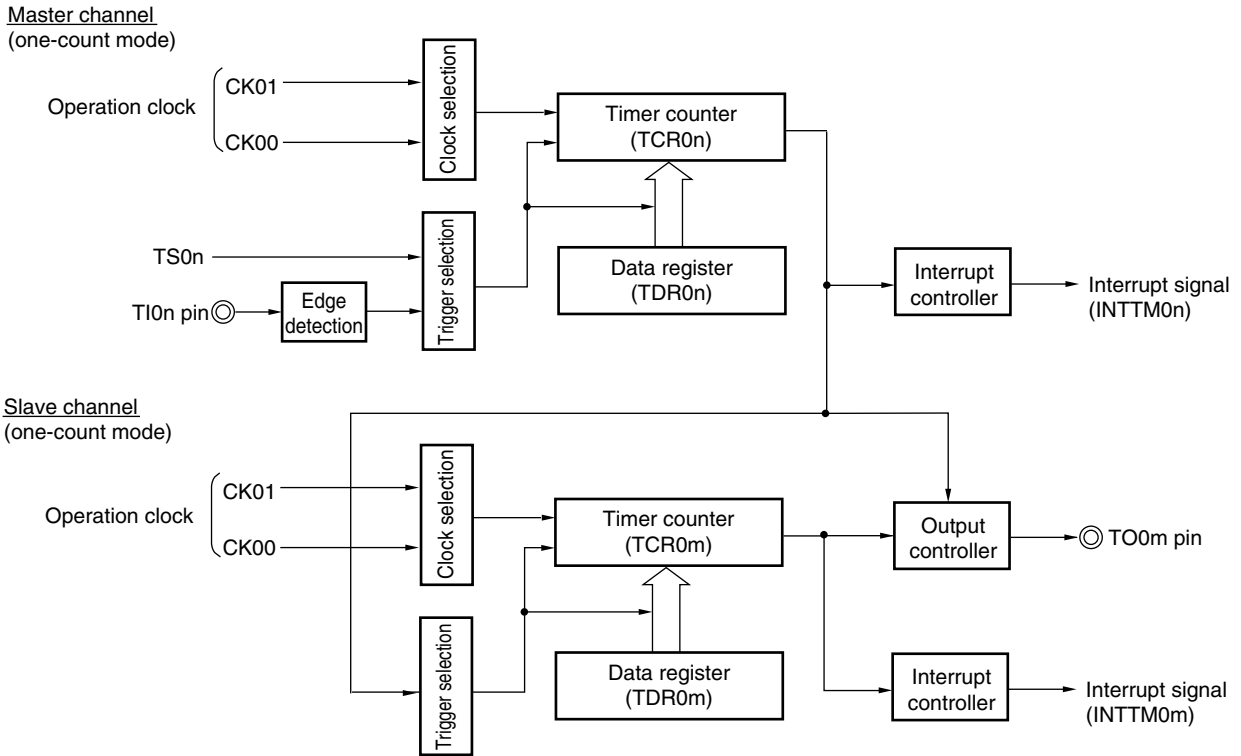 Master channel
(one-count mode)
Operation clock
CK01
CK00
Clock selection
Timer counter
(TCR0n)
TS0n
TI0n pin
Edge
detection
Trigger selection
Data register
(TDR0n)
Interrupt
controller
Interrupt signal
(INTTM0n)
Slave channel
(one-count mode)
Operation clock
CK01
CK00
Clock selection
Timer counter
(TCR0m)
Output
controller
TO0m pin
Trigger selection
Data register
(TDR0m)
Interrupt
controller
Interrupt signal
(INTTM0m)